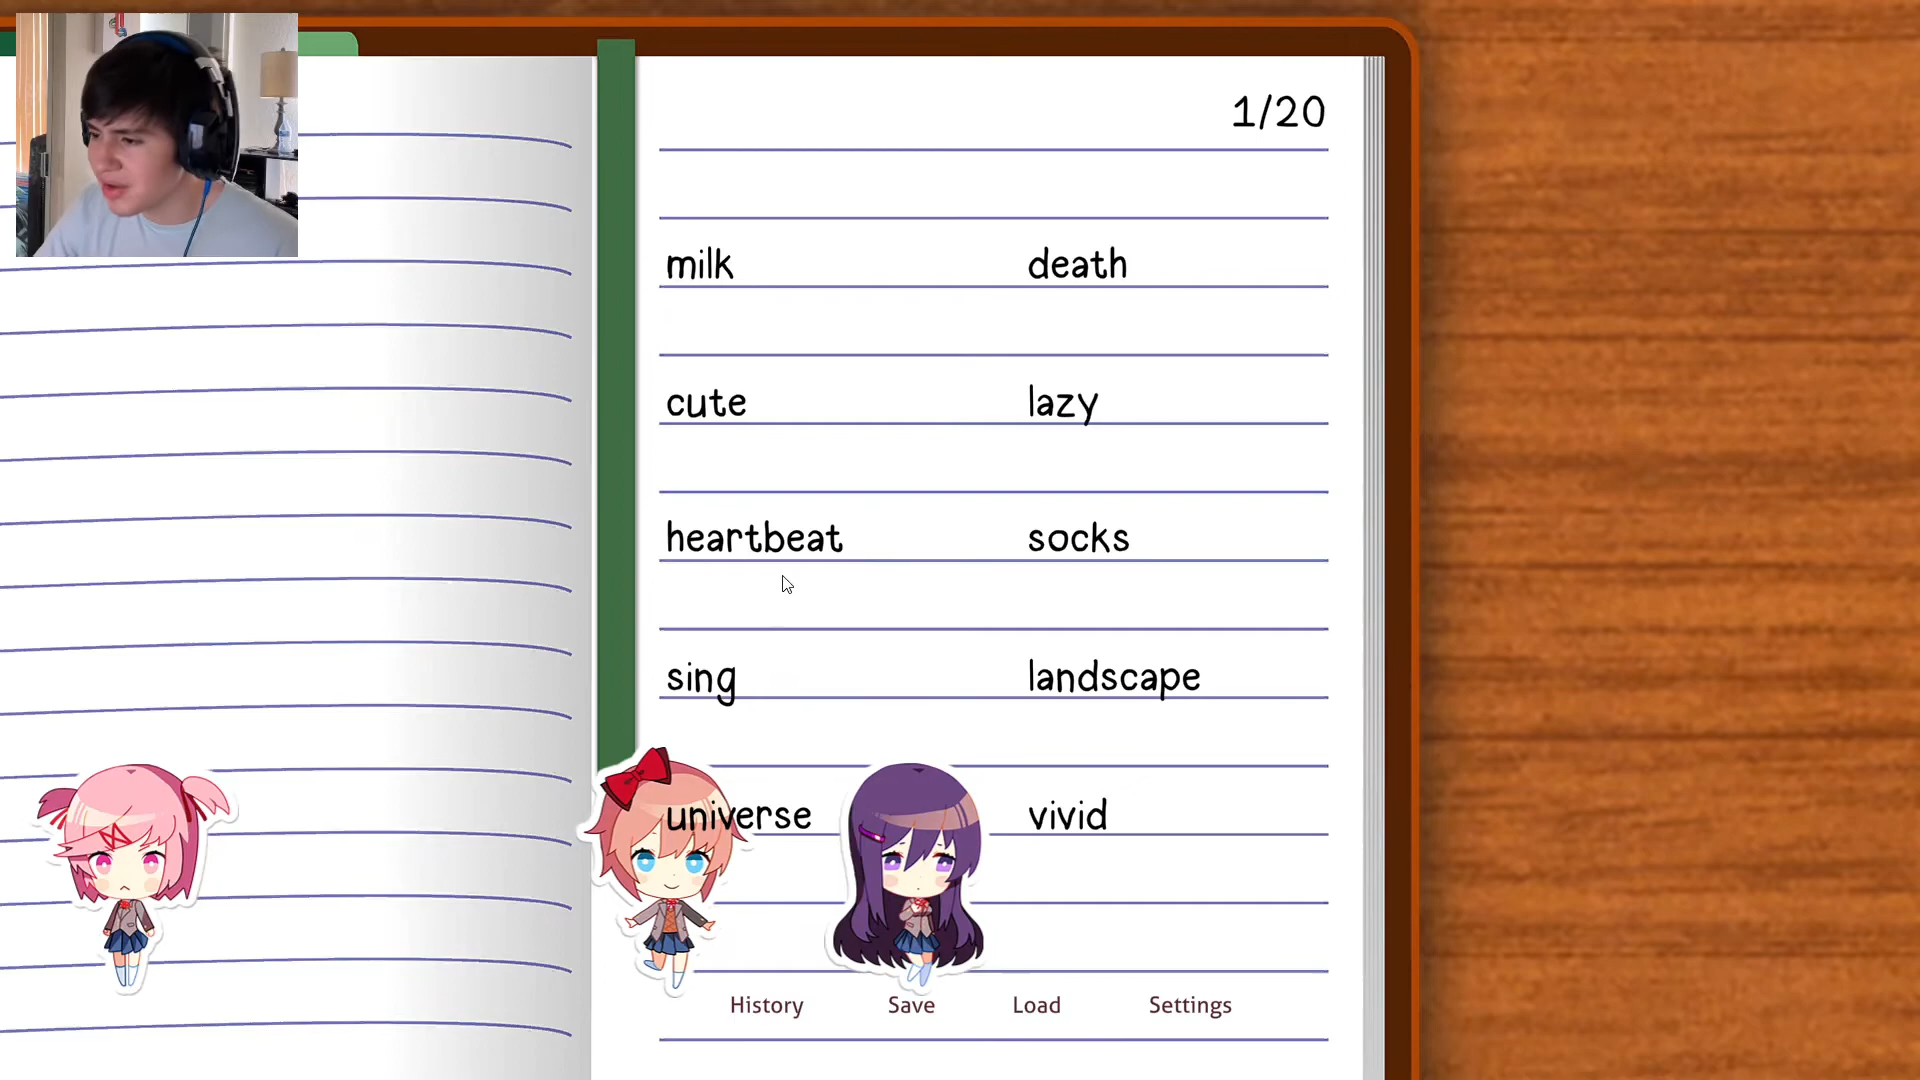 1/20
milk death
cute lazy
heartbeat socks
sing landscape
universe vivid
History Save Load Settings